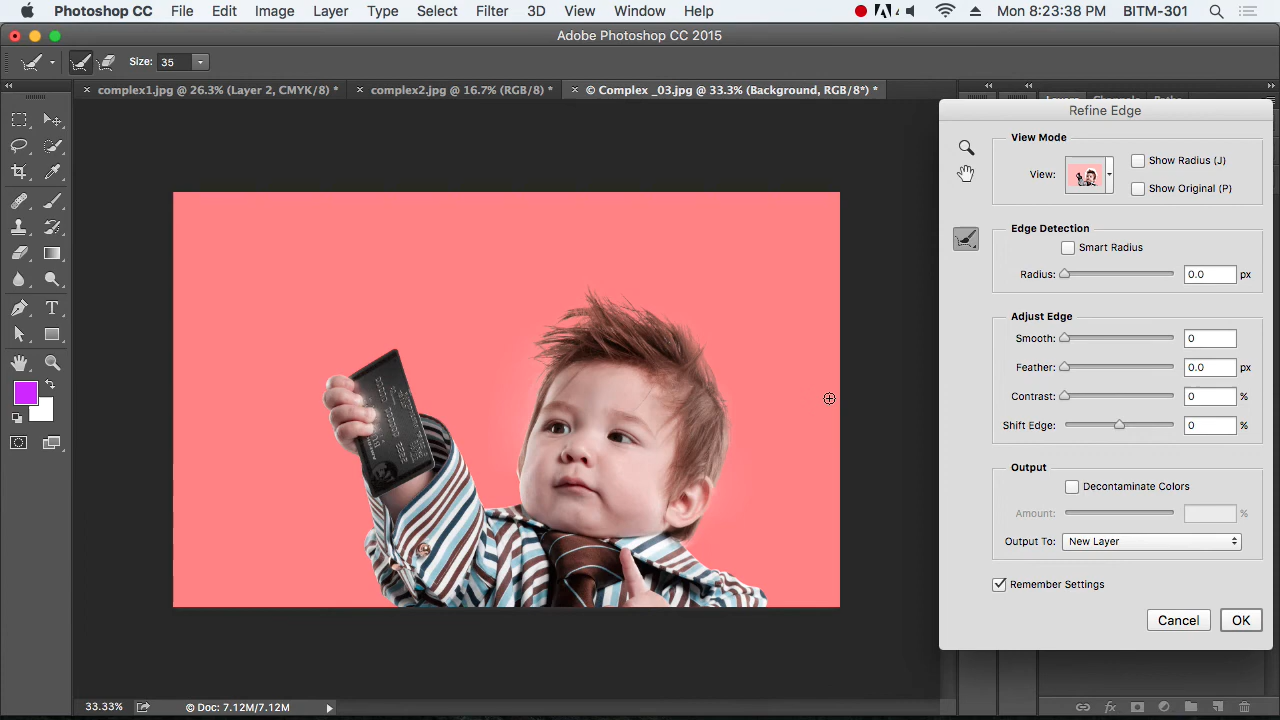 Photoshop CC File Edit Image Layer Type Select Filter 3D View Window Help Mon 8:23:38 PM BITM-301
Adobe Photoshop CC 2015
Size: 35
complex1.jpg @ 26.3% (Layer 2, CMYK/8) * complex2.jpg @ 16.7% (RGB/8) * © Complex _03.jpg @ 33.3% (Background, RGB/8*) *
Refine Edge
View Mode
View:
Show Radius (J)
Show Original (P)
Edge Detection
Smart Radius
Radius: 0.0 px
Adjust Edge
Smooth: 0
Feather: 0.0 px
Contrast: 0 %
Shift Edge: 0 %
Output
Decontaminate Colors
Amount: %
Output To: New Layer
Remember Settings
Cancel OK
33.33% © Doc: 7.12M/7.12M